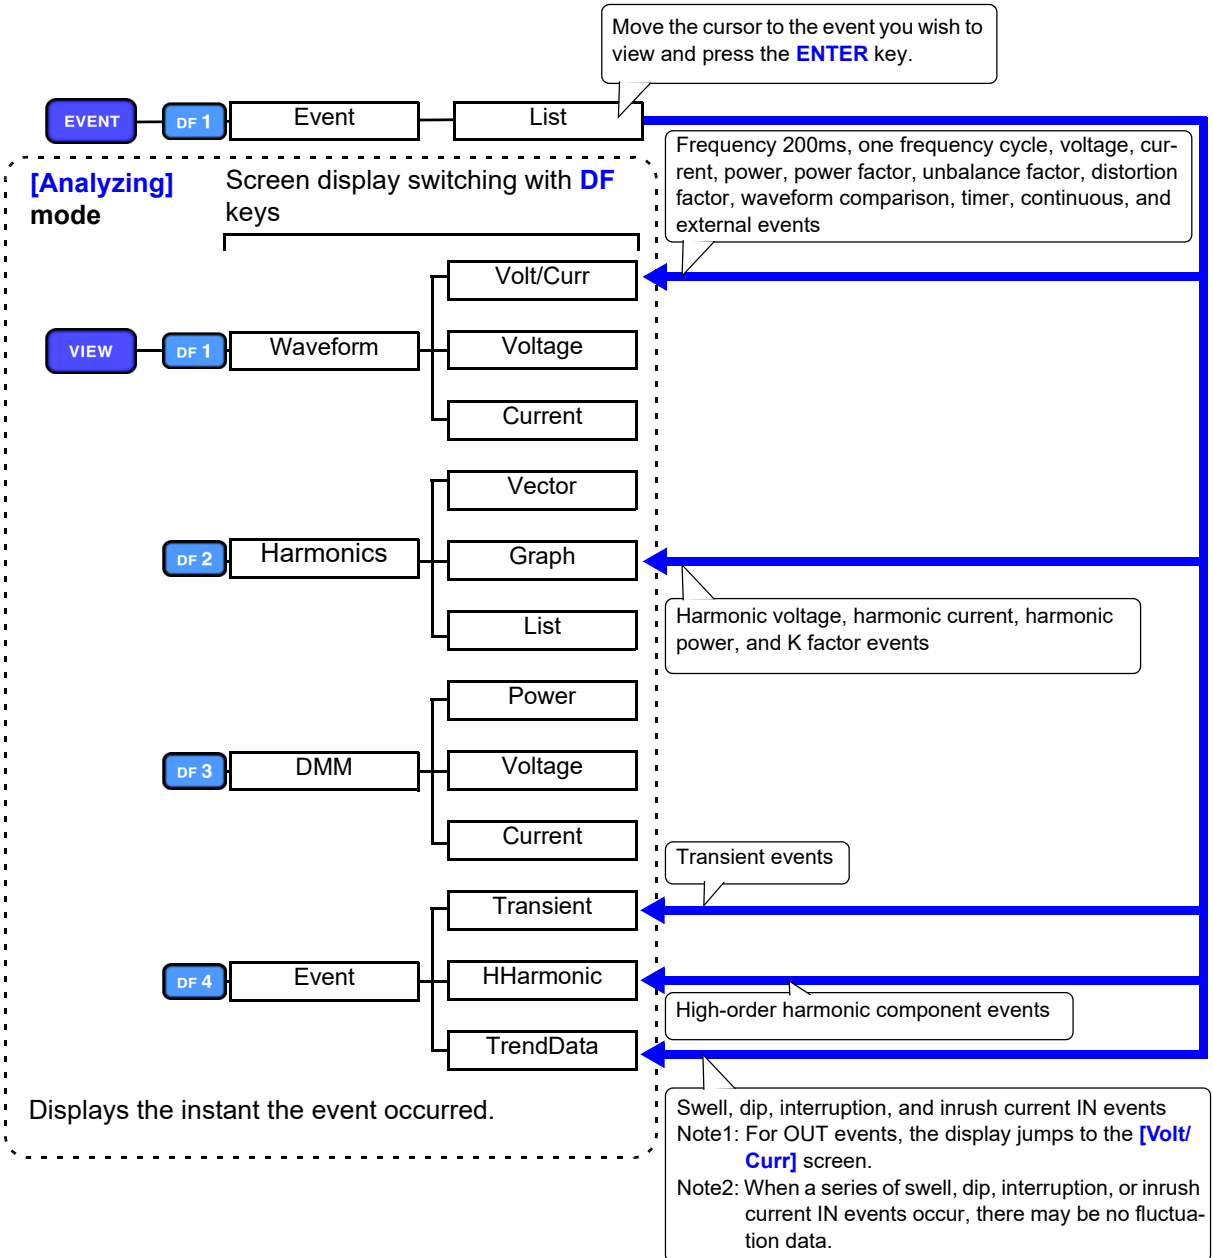 Move the cursor to the event you wish to
view and press the ENTER key.
EVENT
DF 1
Event
List
[Analyzing]
mode
Screen display switching with DF
keys
Frequency 200ms, one frequency cycle, voltage, cur-
rent, power, power factor, unbalance factor, distortion
factor, waveform comparison, timer, continuous, and
external events
Volt/Curr
VIEW
DF 1
Waveform
Voltage
Current
Vector
DF 2
Harmonics
Graph
List
Harmonic voltage, harmonic current, harmonic
power, and K factor events
Power
DF 3
DMM
Voltage
Current
Transient events
Transient
DF 4
Event
HHarmonic
High-order harmonic component events
TrendData
Displays the instant the event occurred.
Swell, dip, interruption, and inrush current IN events
Note1: For OUT events, the display jumps to the [Volt/
Curr] screen.
Note2: When a series of swell, dip, interruption, or inrush
current IN events occur, there may be no fluctua-
tion data.